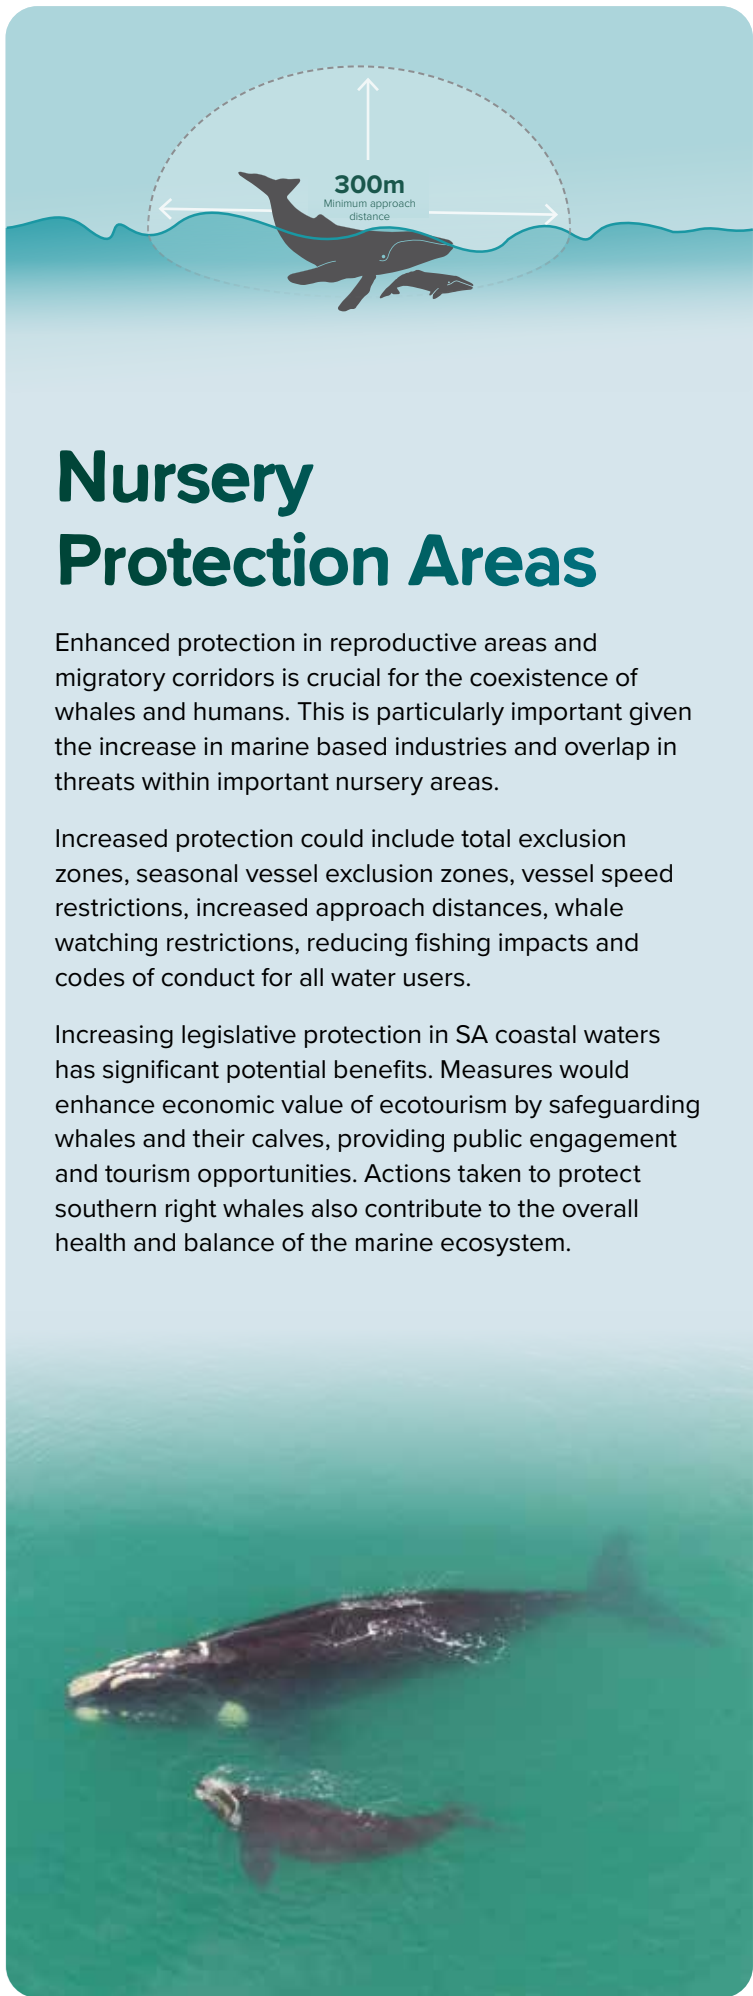 300m
Minimum approach
distance
Nursery
Protection Areas
Enhanced protection in reproductive areas and
migratory corridors is crucial for the coexistence of
whales and humans. This is particularly important given
the increase in marine based industries and overlap in
threats within important nursery areas.
Increased protection could include total exclusion
zones, seasonal vessel exclusion zones, vessel speed
restrictions, increased approach distances, whale
watching restrictions, reducing fishing impacts and
codes of conduct for all water users.
Increasing legislative protection in SA coastal waters
has significant potential benefits. Measures would
enhance economic value of ecotourism by safeguarding
whales and their calves, providing public engagement
and tourism opportunities. Actions taken to protect
southern right whales also contribute to the overall
health and balance of the marine ecosystem.